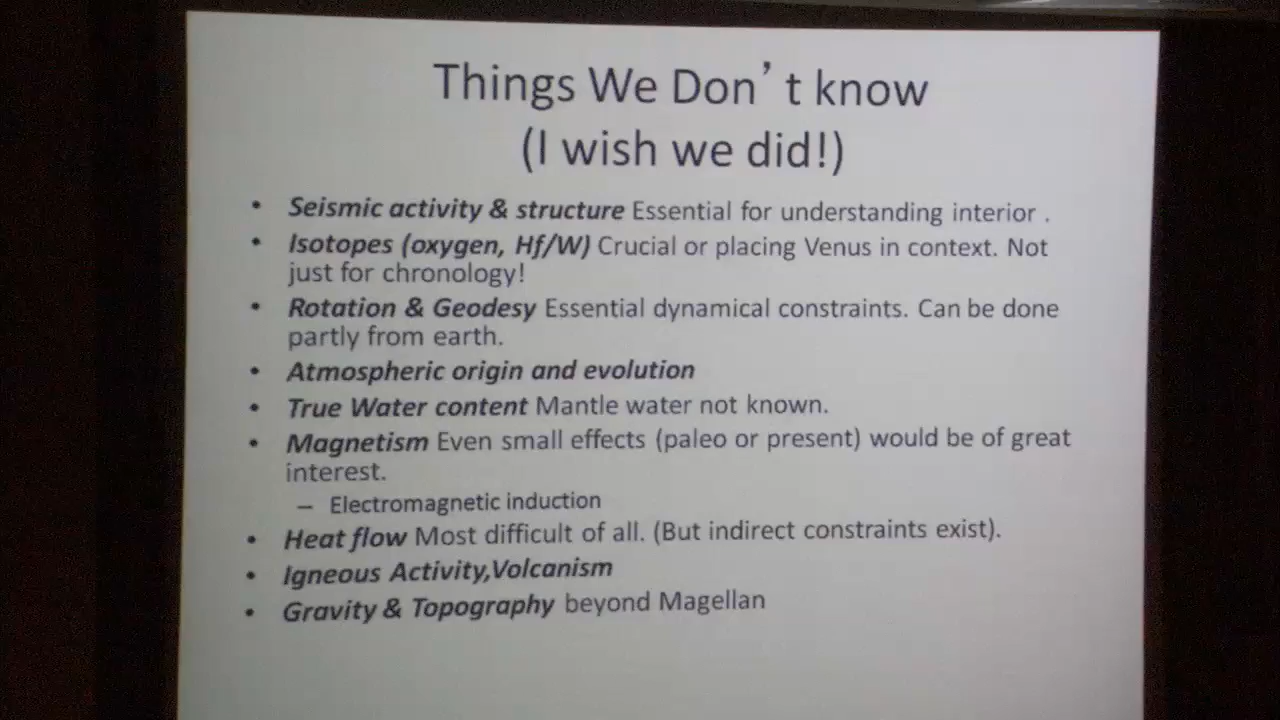 Things We Don’t know
(I wish we did!)
• Seismic activity & structure Essential for understanding interior .
• Isotopes (oxygen, Hf/W) Crucial or placing Venus in context. Not
just for chronology!
• Rotation & Geodesy Essential dynamical constraints. Can be done
partly from earth.
• Atmospheric origin and evolution
• True Water content Mantle water not known.
• Magnetism Even small effects (paleo or present) would be of great
interest.
– Electromagnetic induction
• Heat flow Most difficult of all. (But indirect constraints exist).
• Igneous Activity,Volcanism
• Gravity & Topography beyond Magellan